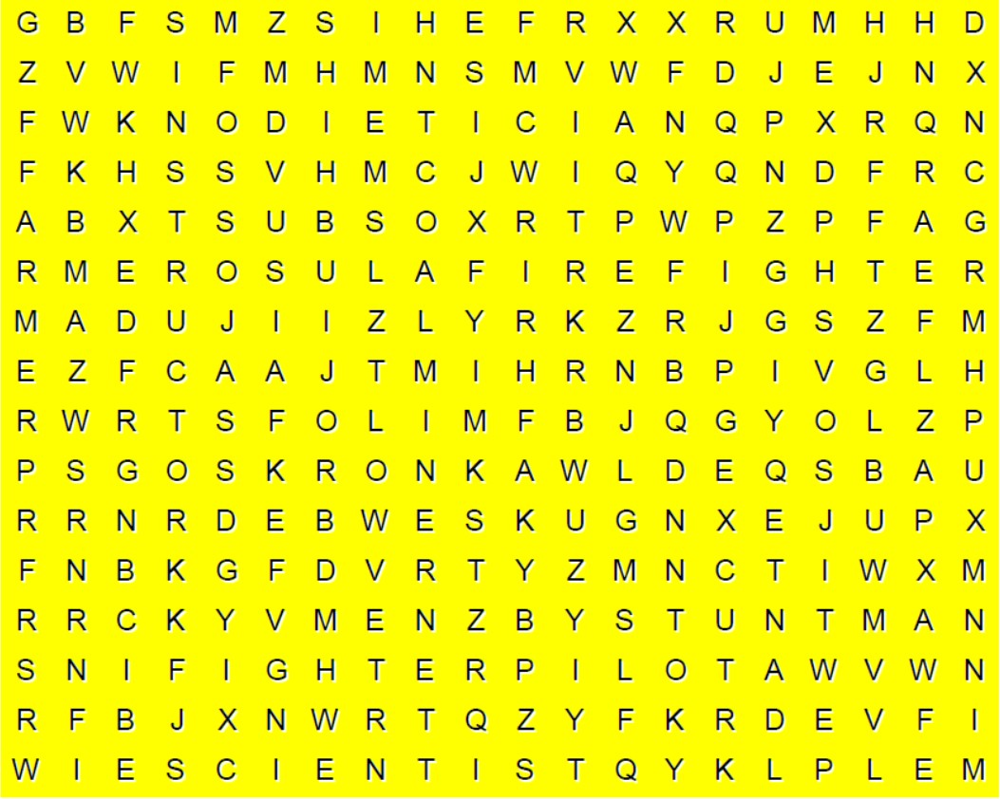 G B F S M Z S I H E F R X X R U M H H D
Z V W I F M H M N S M V W F D J E J N X
F W K N O D I E T I C I A N Q P X R Q N
F K H S S V H M C J W I Q Y Q N D F R C
A B X T S U B S O X R T P W P Z P F A G
R M E R O S U L A F I R E F I G H T E R
M A D U J I I Z L Y R K Z R J G S Z F M
E Z F C A A J T M I H R N B P I V G L H
R W R T S F O L I M F B J Q G Y O L Z P
P S G O S K R O N K A W L D E Q S B A U
R R N R D E B W E S K U G N X E J U P X
F N B K G F D V R T Y Z M N C T I W X M
R R C K Y V M E N Z B Y S T U N T M A N
S N I F I G H T E R P I L O T A W V W N
R F B J X N W R T Q Z Y F K R D E V F I
W I E S C I E N T I S T Q Y K L P L E M